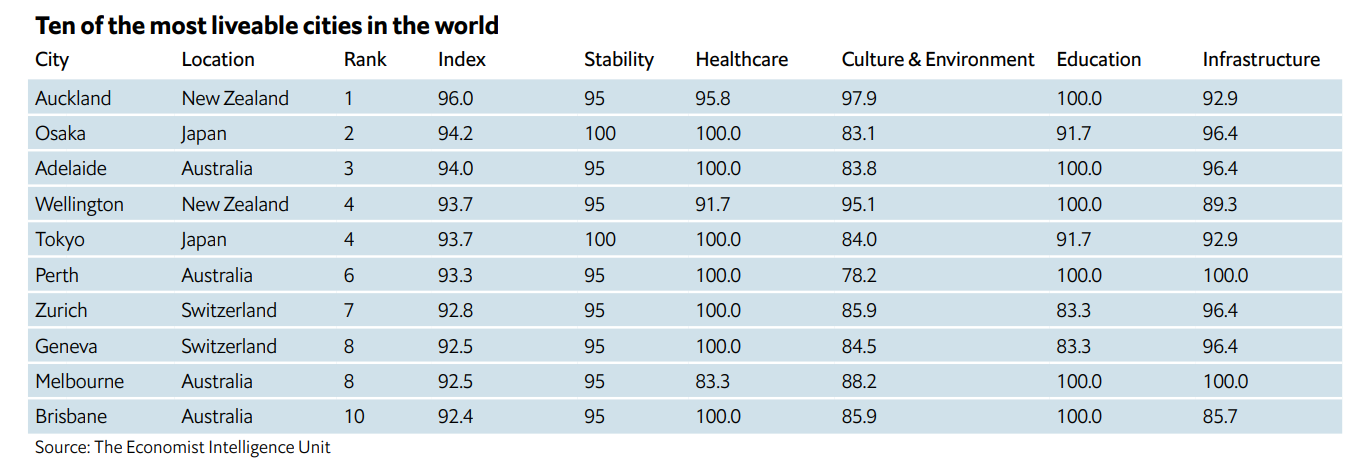 Ten of the most liveable cities in the world
City Location Rank Index Stability Healthcare Culture & Environment Education Infrastructure
Auckland New Zealand 1 96.0 95 95.8 97.9 100.0 92.9
Osaka Japan 2 94.2 100 100.0 83.1 91.7 96.4
Adelaide Australia 3 94.0 95 100.0 83.8 100.0 96.4
Wellington New Zealand 4 93.7 95 91.7 95.1 100.0 89.3
Tokyo Japan 4 93.7 100 100.0 84.0 91.7 92.9
Perth Australia 6 93.3 95 100.0 78.2 100.0 100.0
Zurich Switzerland 7 92.8 95 100.0 85.9 83.3 96.4
Geneva Switzerland 8 92.5 95 100.0 84.5 83.3 96.4
Melbourne Australia 8 92.5 95 83.3 88.2 100.0 100.0
Brisbane Australia 10 92.4 95 100.0 85.9 100.0 85.7
Source: The Economist Intelligence Unit